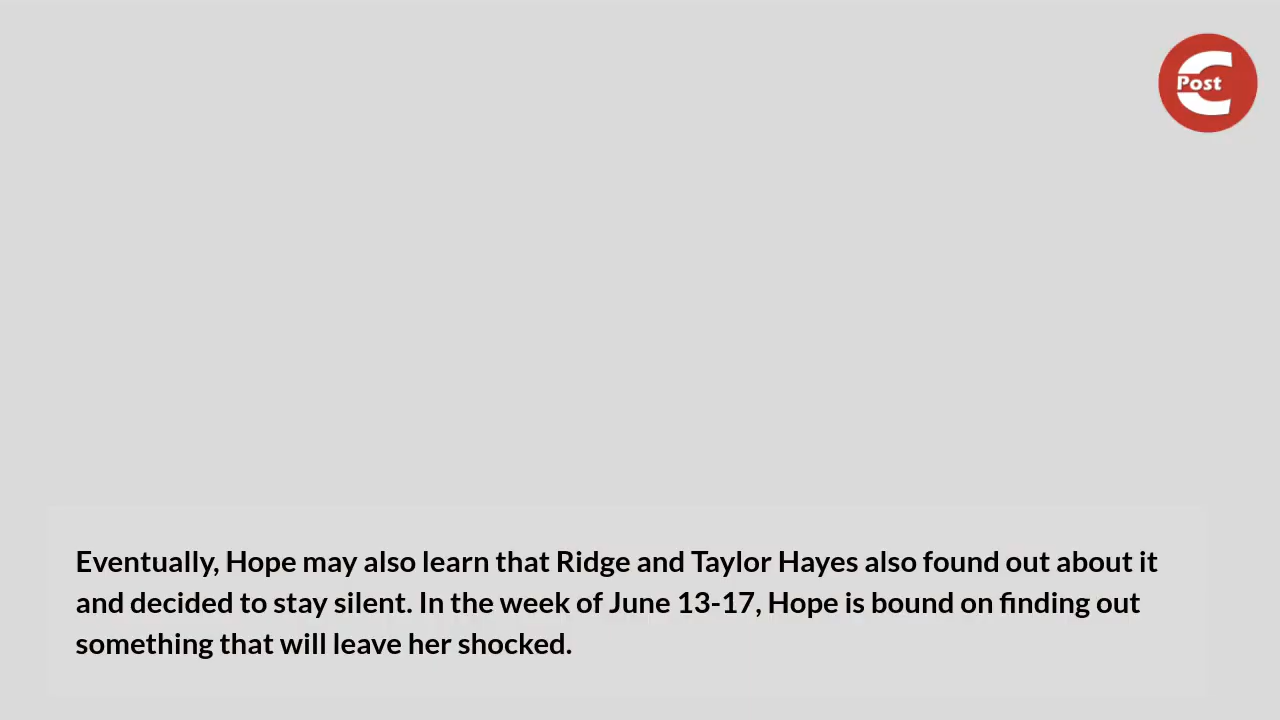 Post
Eventually, Hope may also learn that Ridge and Taylor Hayes also found out about it
and decided to stay silent. In the week of June 13-17, Hope is bound on finding out
something that will leave her shocked.